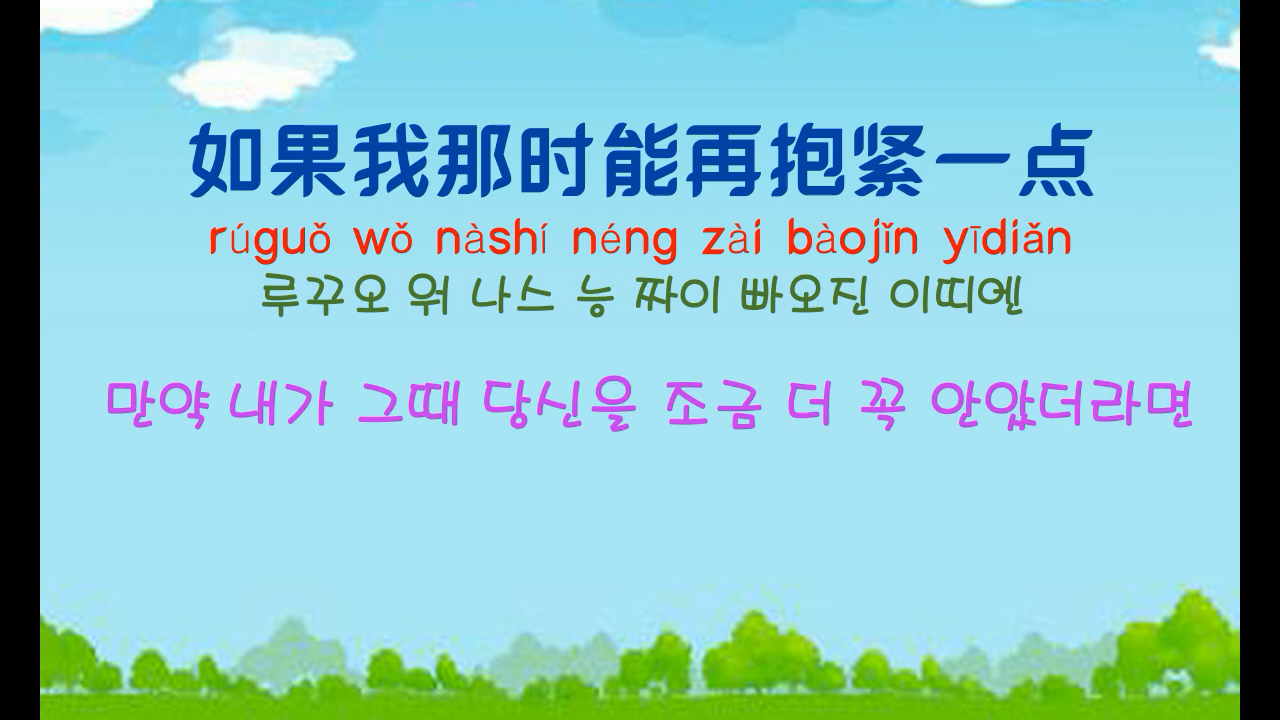 如果我那时能再抱紧一点
rúguǒ wǒ nàshí néng zài bàojǐn yīdiǎn
루꾸오 워 나스 능 짜이 빠오진 이띠엔
맏약 내가 그때 당신을 조금 더 꼭 안았더라면